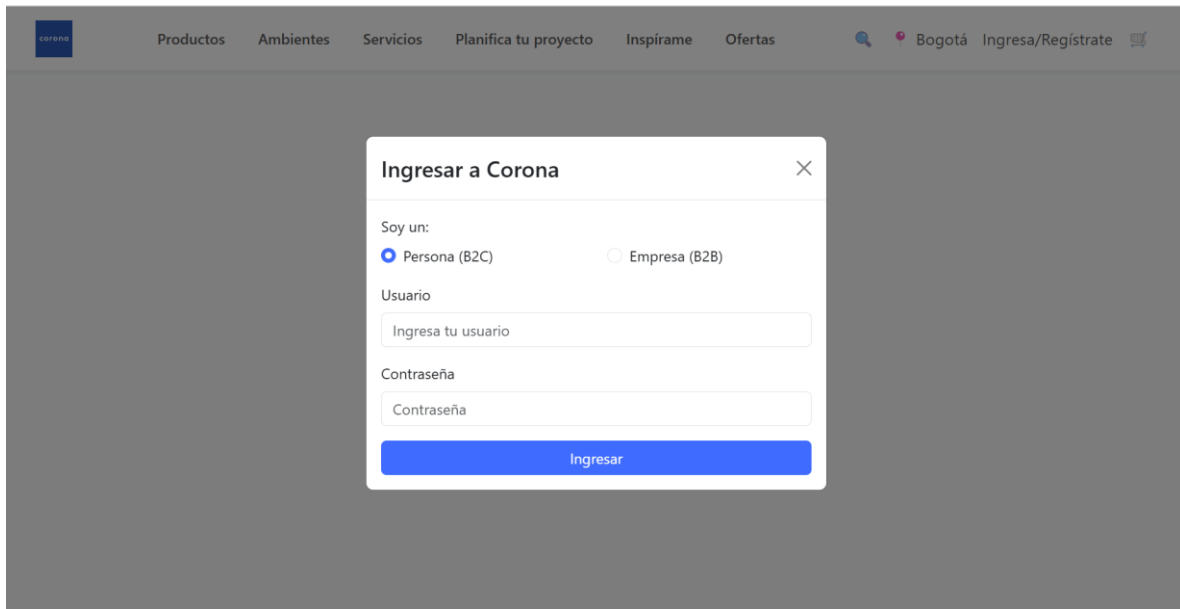 corona Productos Ambientes Servicios Planifica tu proyecto Inspírame Ofertas Bogotá Ingresa/Regístrate
Ingresar a Corona
Soy un:
Persona (B2C) Empresa (B2B)
Usuario
Ingresa tu usuario
Contraseña
Contraseña
Ingresar